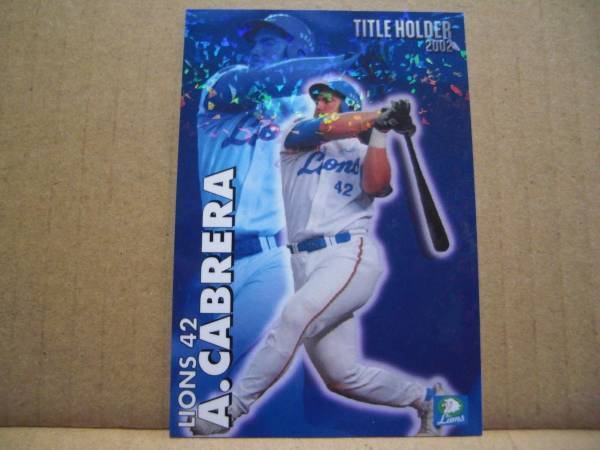 TITLE HOLDER
2002
Lions
42
LIONS 42
A.CABRERA
Lions